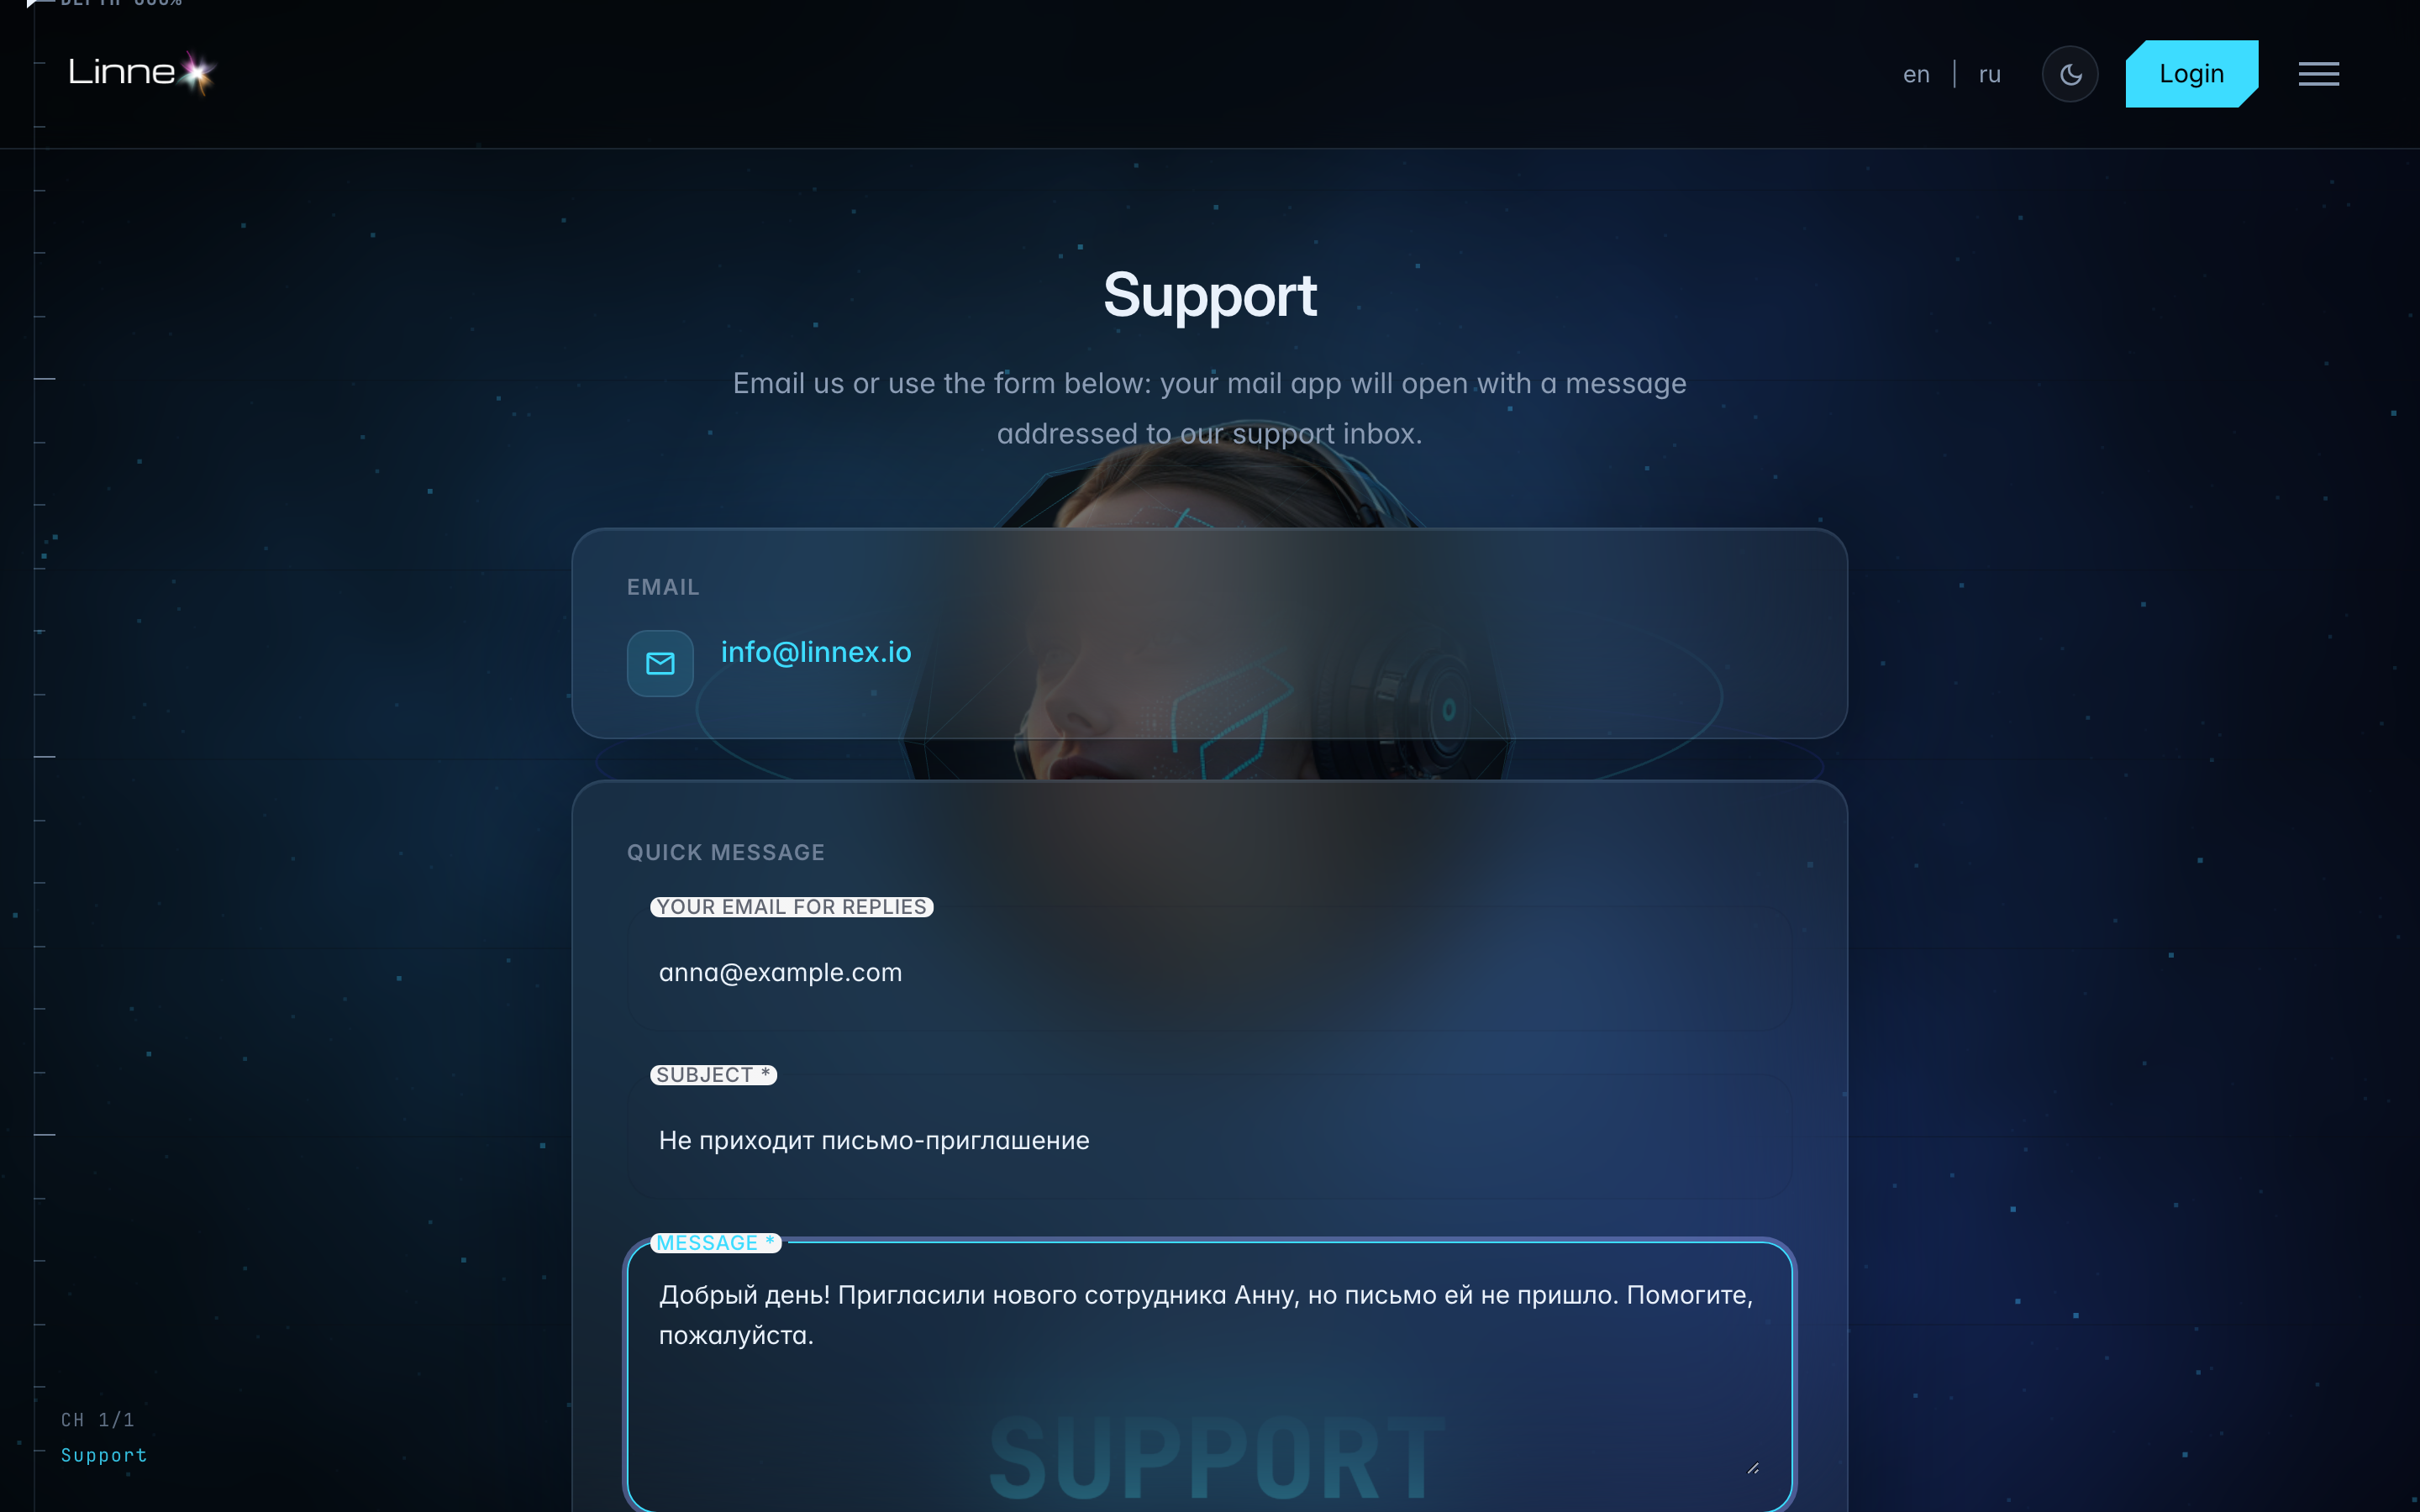 Linne
en | ru
Login
Support
Email us or use the form below: your mail app will open with a message
addressed to our support inbox.
EMAIL
info@linnex.io
QUICK MESSAGE
YOUR EMAIL FOR REPLIES
anna@example.com
SUBJECT *
Не приходит письмо-приглашение
MESSAGE *
Добрый день! Пригласили нового сотрудника Анну, но письмо ей не пришло. Помогите,
пожалуйста.
SUPPORT
CH 1/1
Support